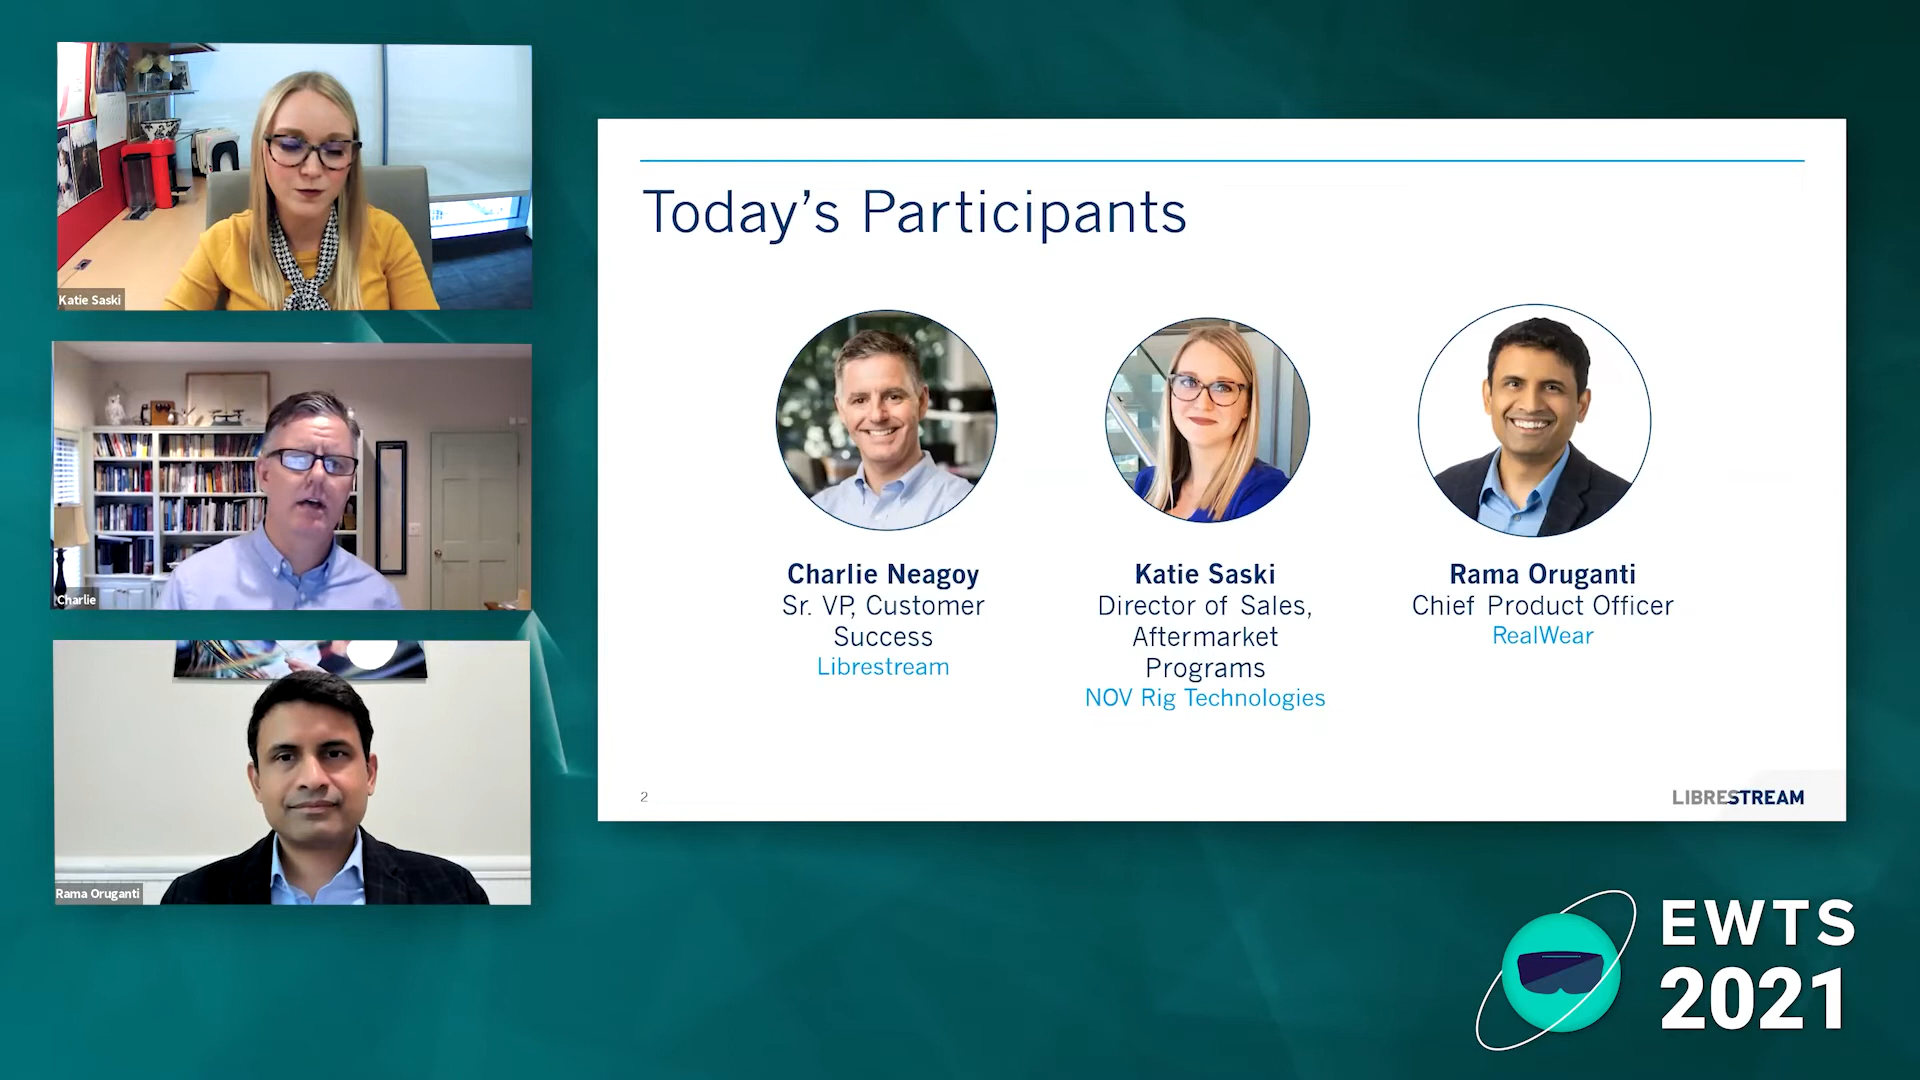 Katie Saski
Charlie
Rama Oruganti
Today's Participants
Charlie Neagoy
Sr. VP, Customer
Success
Librestream
Katie Saski
Director of Sales,
Aftermarket
Programs
NOV Rig Technologies
Rama Oruganti
Chief Product Officer
RealWear
2
LIBRESTREAM
EWTS
2021